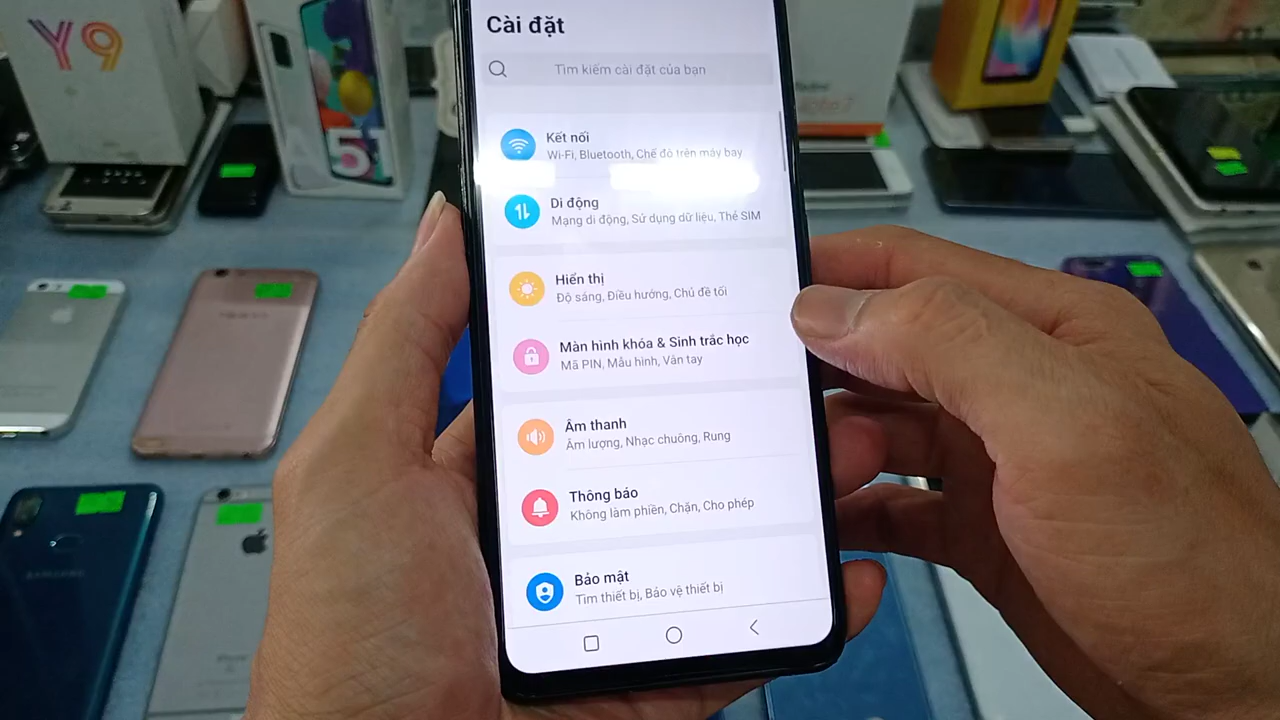 Y9
Cài đặt
Tìm kiếm cài đặt của bạn
Kết nối
Wi-Fi, Bluetooth, Chế độ trên máy bay
Di động
Mạng di động, Sử dụng dữ liệu, Thẻ SIM
Hiển thị
Độ sáng, Điều hướng, Chủ đề tối
Màn hình khóa & Sinh trắc học
Mã PIN, Mẫu hình, Vân tay
Âm thanh
Âm lượng, Nhạc chuông, Rung
Thông báo
Không làm phiền, Chặn, Cho phép
Bảo mật
Tìm thiết bị, Bảo vệ thiết bị
SAMSUNG